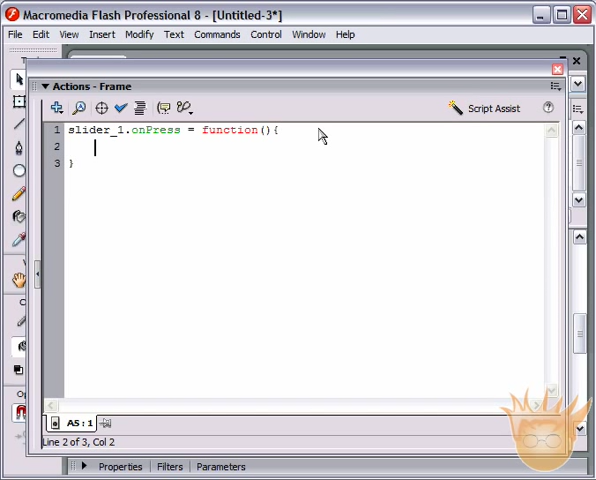 Macromedia Flash Professional 8 - [Untitled-3*]
File Edit View Insert Modify Text Commands Control Window Help
Actions - Frame
Script Assist
1 slider_1.onPress = function(){
2
3 }
A5 : 1
Line 2 of 3, Col 2
Properties Filters Parameters